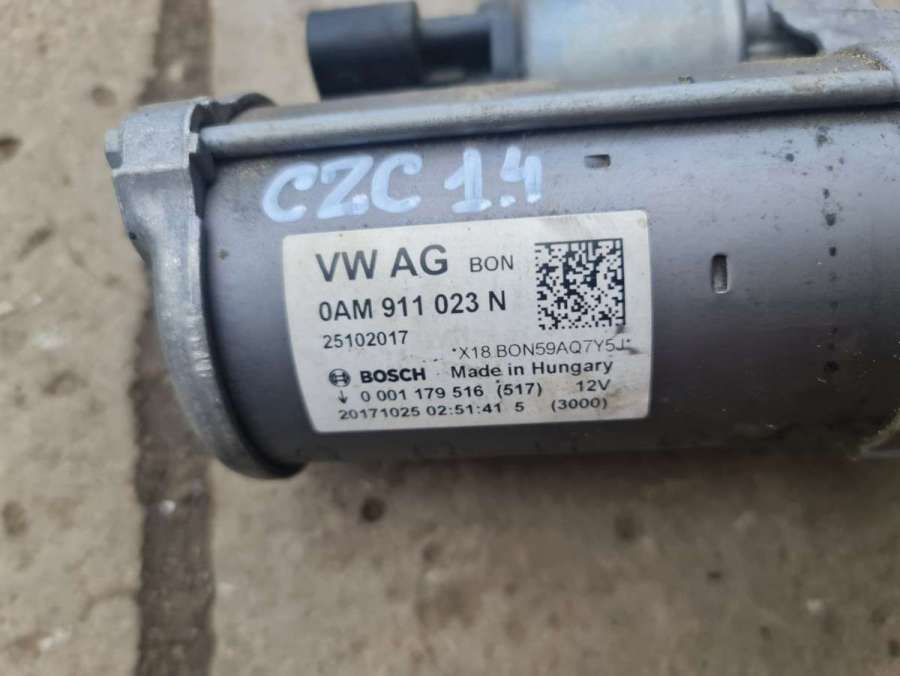 CZC 1.4
VW AG BON
0AM 911 023 N
25102017
*X18 BON59AQ7Y5J*
BOSCH Made in Hungary
↓ 0 001 179 516 (517) 12V
20171025 02:51:41 5 (3000)